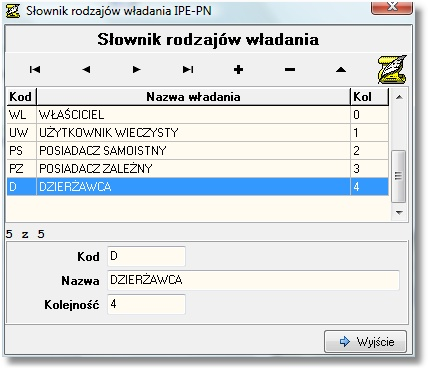 Słownik rodzajów władania IPE-PN
Słownik rodzajów władania
Kod Nazwa władania Kol
WL WŁAŚCICIEL 0
UW UŻYTKOWNIK WIECZYSTY 1
PS POSIADACZ SAMOISTNY 2
PZ POSIADACZ ZALEŻNY 3
D DZIERŻAWCA 4
5 z 5
Kod D
Nazwa DZIERŻAWCA
Kolejność 4
Wyjście